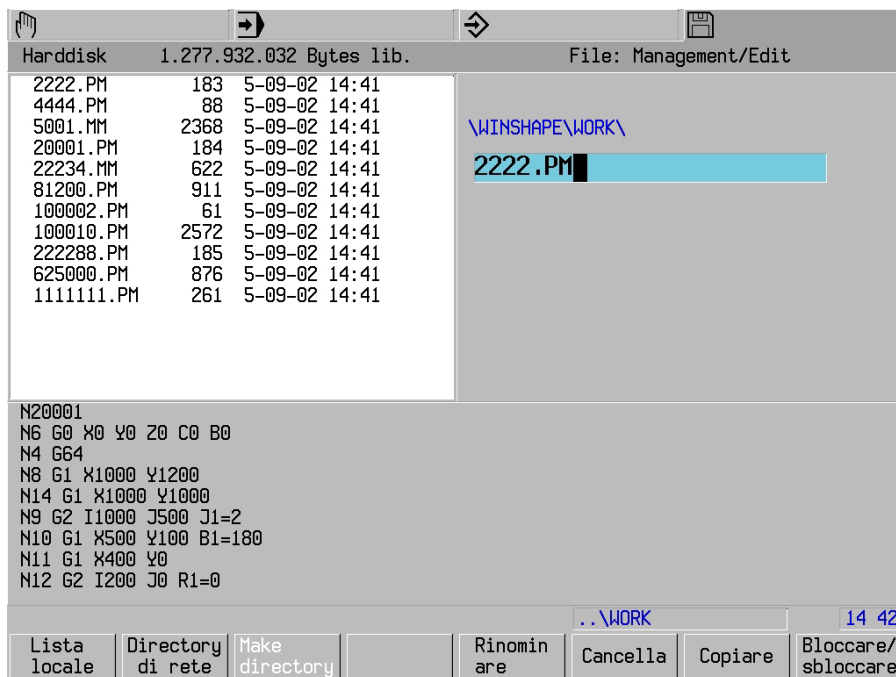 Harddisk 1.277.932.032 Bytes lib. File: Management/Edit
2222.PM 183 5-09-02 14:41
4444.PM 88 5-09-02 14:41
5001.MM 2368 5-09-02 14:41
20001.PM 184 5-09-02 14:41
22234.MM 622 5-09-02 14:41
81200.PM 911 5-09-02 14:41
100002.PM 61 5-09-02 14:41
100010.PM 2572 5-09-02 14:41
222288.PM 185 5-09-02 14:41
625000.PM 876 5-09-02 14:41
1111111.PM 261 5-09-02 14:41
\WINSHAPE\WORK\
2222.PM
N20001
N6 G0 X0 Y0 Z0 C0 B0
N4 G64
N8 G1 X1000 Y1200
N14 G1 X1000 Y1000
N9 G2 I1000 J500 J1=2
N10 G1 X500 Y100 B1=180
N11 G1 X400 Y0
N12 G2 I200 J0 R1=0
..\WORK 14 42
Lista
locale
Directory
di rete
Make
directory
Rinomin
are
Cancella
Copiare
Bloccare/
sbloccare